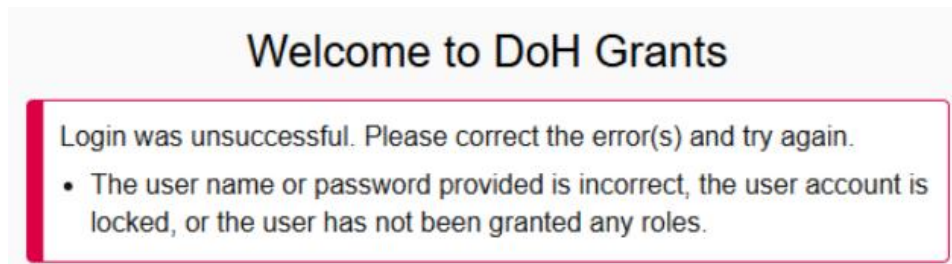 Welcome to DoH Grants
Login was unsuccessful. Please correct the error(s) and try again.
• The user name or password provided is incorrect, the user account is
locked, or the user has not been granted any roles.